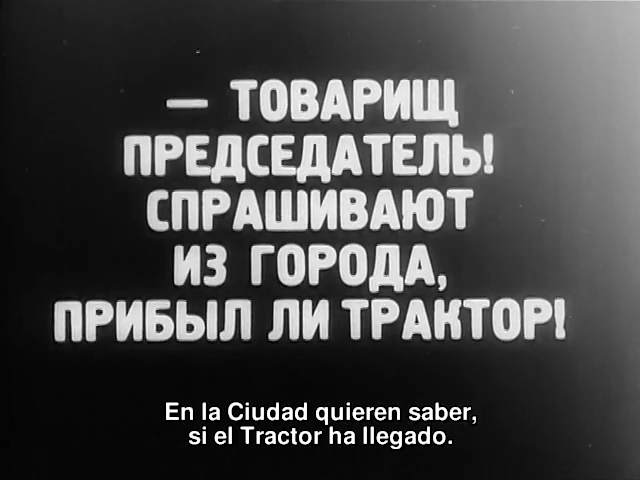 — ТОВАРИЩ
ПРЕДСЕДАТЕЛЬ!
СПРАШИВАЮТ
ИЗ ГОРОДА,
ПРИБЫЛ ЛИ ТРАКТОР!
En la Ciudad quieren saber,
si el Tractor ha llegado.